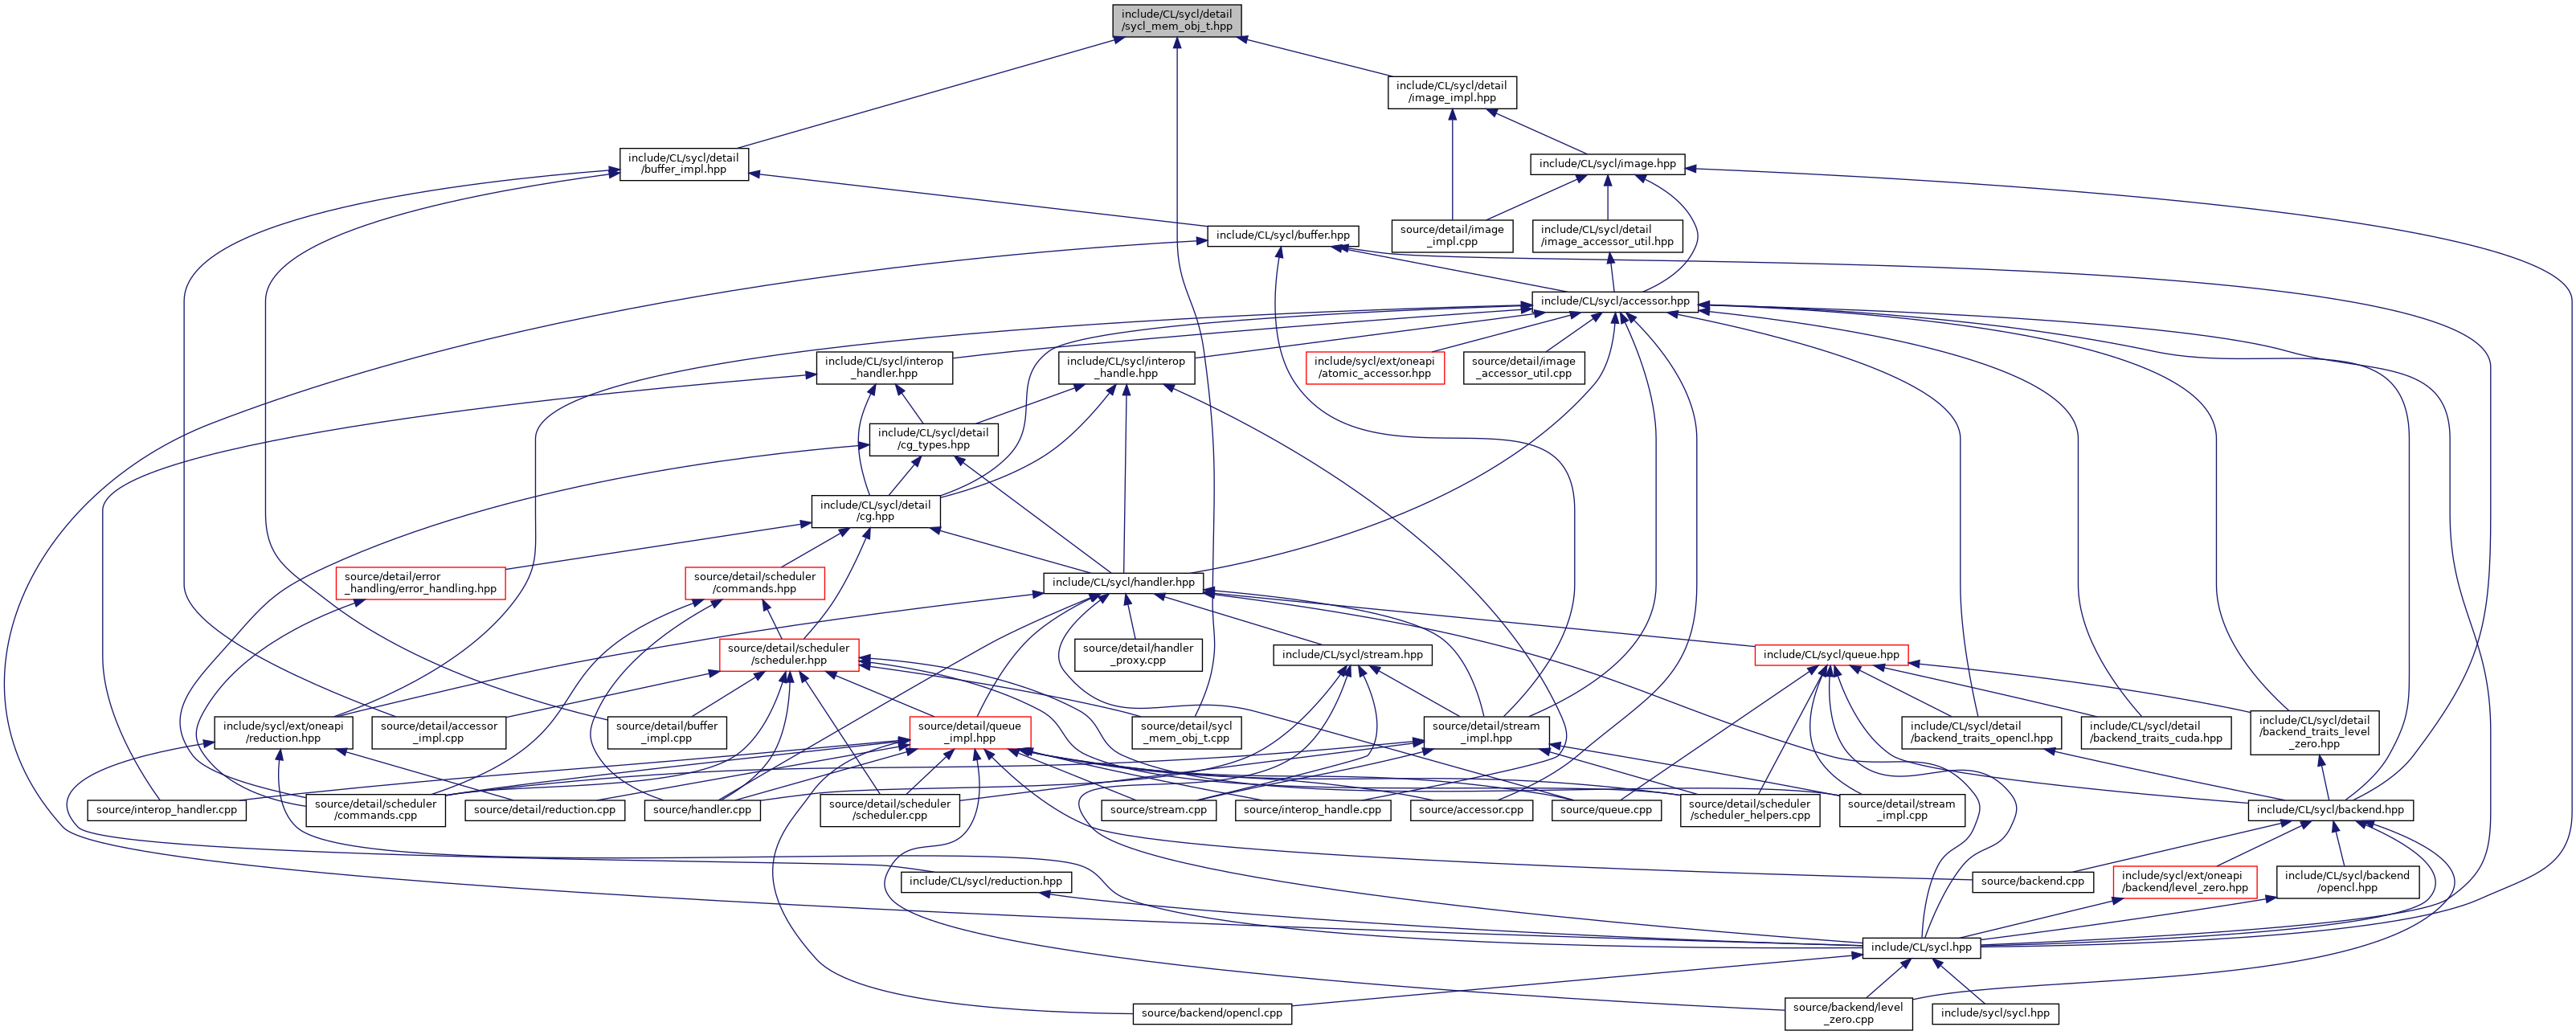 include/CL/sycl/detail
/sycl_mem_obj_t.hpp
include/CL/sycl/detail
/image_impl.hpp
include/CL/sycl/detail
/buffer_impl.hpp
include/CL/sycl/image.hpp
include/CL/sycl/buffer.hpp
source/detail/image
_impl.cpp
include/CL/sycl/detail
/image_accessor_util.hpp
include/CL/sycl/accessor.hpp
include/CL/sycl/interop
_handler.hpp
include/CL/sycl/interop
_handle.hpp
include/sycl/ext/oneapi
/atomic_accessor.hpp
source/detail/image
_accessor_util.cpp
include/CL/sycl/detail
/cg_types.hpp
include/CL/sycl/detail
/cg.hpp
source/detail/error
_handling/error_handling.hpp
source/detail/scheduler
/commands.hpp
include/CL/sycl/handler.hpp
source/detail/scheduler
/scheduler.hpp
source/detail/handler
_proxy.cpp
include/CL/sycl/stream.hpp
include/CL/sycl/queue.hpp
include/sycl/ext/oneapi
/reduction.hpp
source/detail/accessor
_impl.cpp
source/detail/buffer
_impl.cpp
source/detail/queue
_impl.hpp
source/detail/sycl
_mem_obj_t.cpp
source/detail/stream
_impl.hpp
include/CL/sycl/detail
/backend_traits_opencl.hpp
include/CL/sycl/detail
/backend_traits_cuda.hpp
include/CL/sycl/detail
/backend_traits_level
_zero.hpp
source/interop_handler.cpp
source/detail/scheduler
/commands.cpp
source/detail/reduction.cpp
source/handler.cpp
source/detail/scheduler
/scheduler.cpp
source/stream.cpp
source/interop_handle.cpp
source/accessor.cpp
source/queue.cpp
source/detail/scheduler
/scheduler_helpers.cpp
source/detail/stream
_impl.cpp
include/CL/sycl/backend.hpp
include/CL/sycl/reduction.hpp
source/backend.cpp
include/sycl/ext/oneapi
/backend/level_zero.hpp
include/CL/sycl/backend
/opencl.hpp
include/CL/sycl.hpp
source/backend/opencl.cpp
source/backend/level
_zero.cpp
include/sycl/sycl.hpp